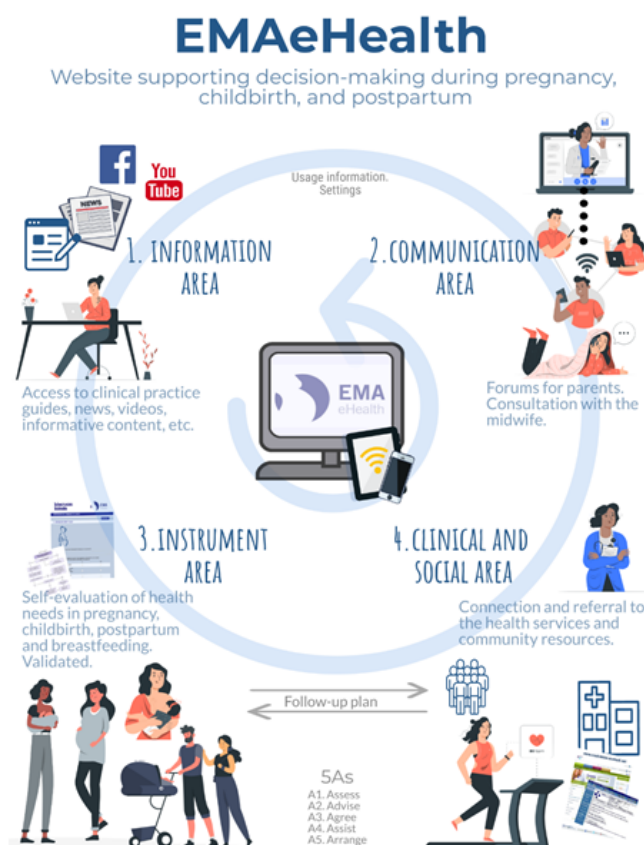 EMAeHealth
Website supporting decision-making during pregnancy,
childbirth, and postpartum
You
Tube
NEWS
Usage information.
Settings
1. INFORMATION
AREA
2.COMMUNICATION
AREA
Access to clinical practice
guides, news, videos,
informative content, etc.
EMA
eHealth
Forums for parents.
Consultation with the
midwife.
EMA
3.INSTRUMENT
AREA
4.CLINICAL AND
SOCIAL AREA
Self-evaluation of health
needs in pregnancy,
childbirth, postpartum
and breastfeeding.
Validated.
Connection and referral to
the health services and
community resources.
Follow-up plan
5As
A1. Assess
A2. Advise
A3. Agree
A4. Assist
A5. Arrange